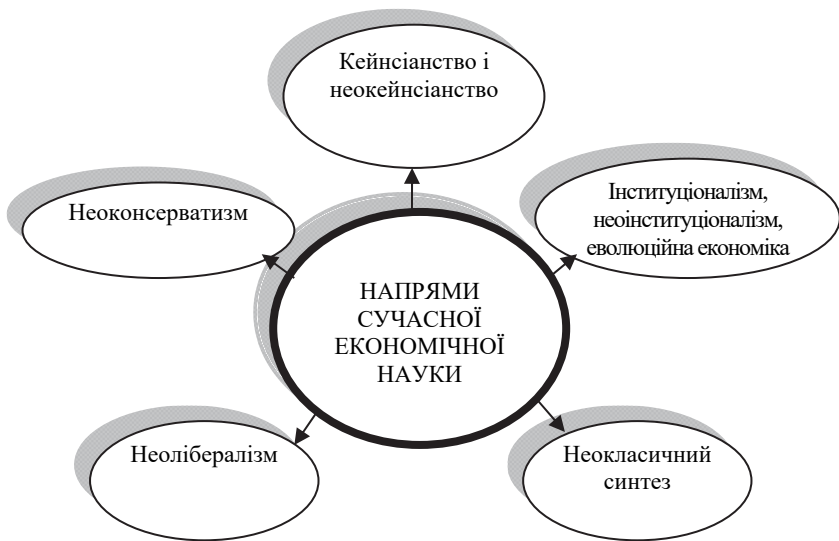 Кейнсіанство і
неокейнсіанство
Неоконсерватизм
Інституціоналізм,
неоінституціоналізм,
еволюційна економіка
НАПРЯМИ
СУЧАСНОЇ
ЕКОНОМІЧНОЇ
НАУКИ
Неолібералізм
Неокласичний
синтез